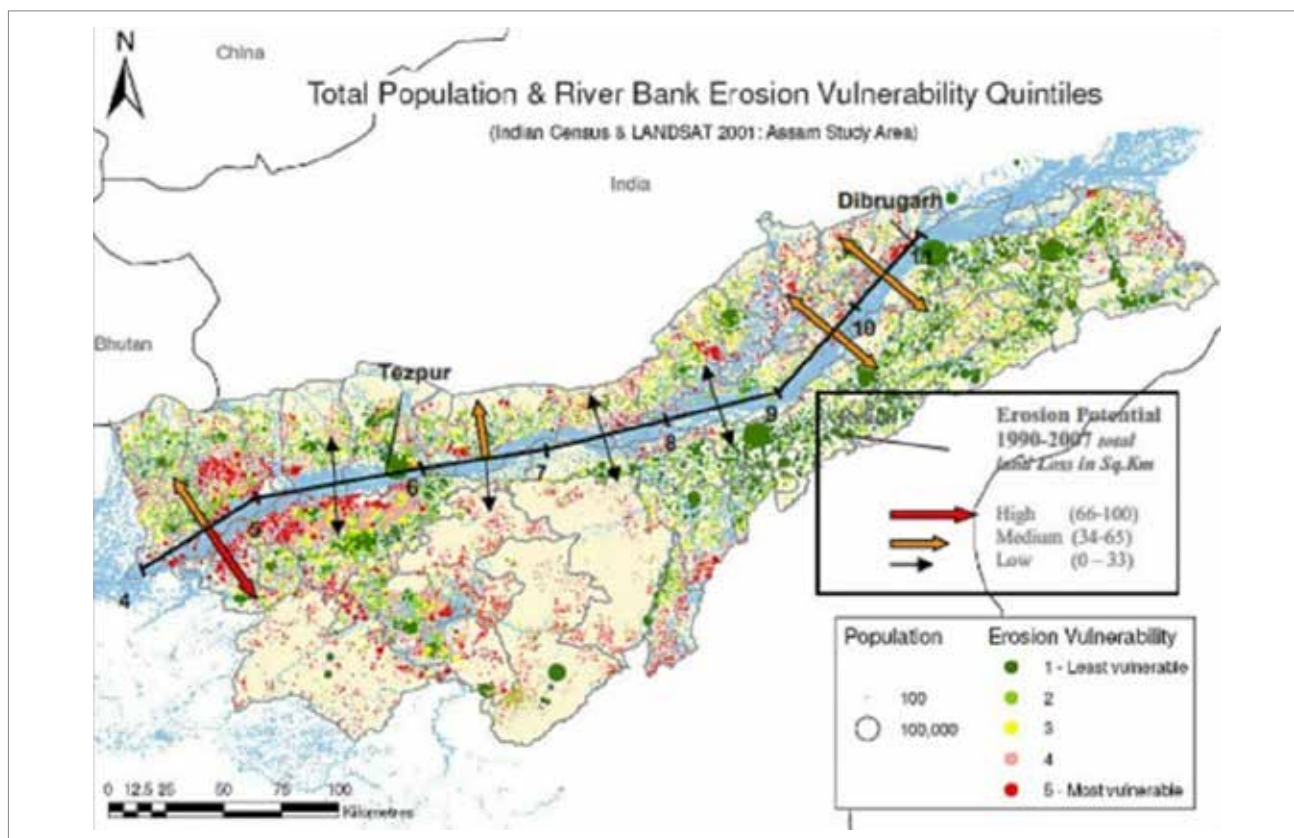 N
China
Total Population & River Bank Erosion Vulnerability Quintiles
(Indian Census & LANDSAT 2001: Assam Study Area)
India
Dibrugarh
11
10
Bhutan
Tezpur
9
8
7
6
5
4
Erosion Potential
1990-2007 total
land Loss in Sq.Km
High (66-100)
Medium (34-65)
Low (0 – 33)
Population
100
100,000
Erosion Vulnerability
1 - Least vulnerable
2
3
4
5 - Most vulnerable
0 12.5 25 50 75 100
Kilometres